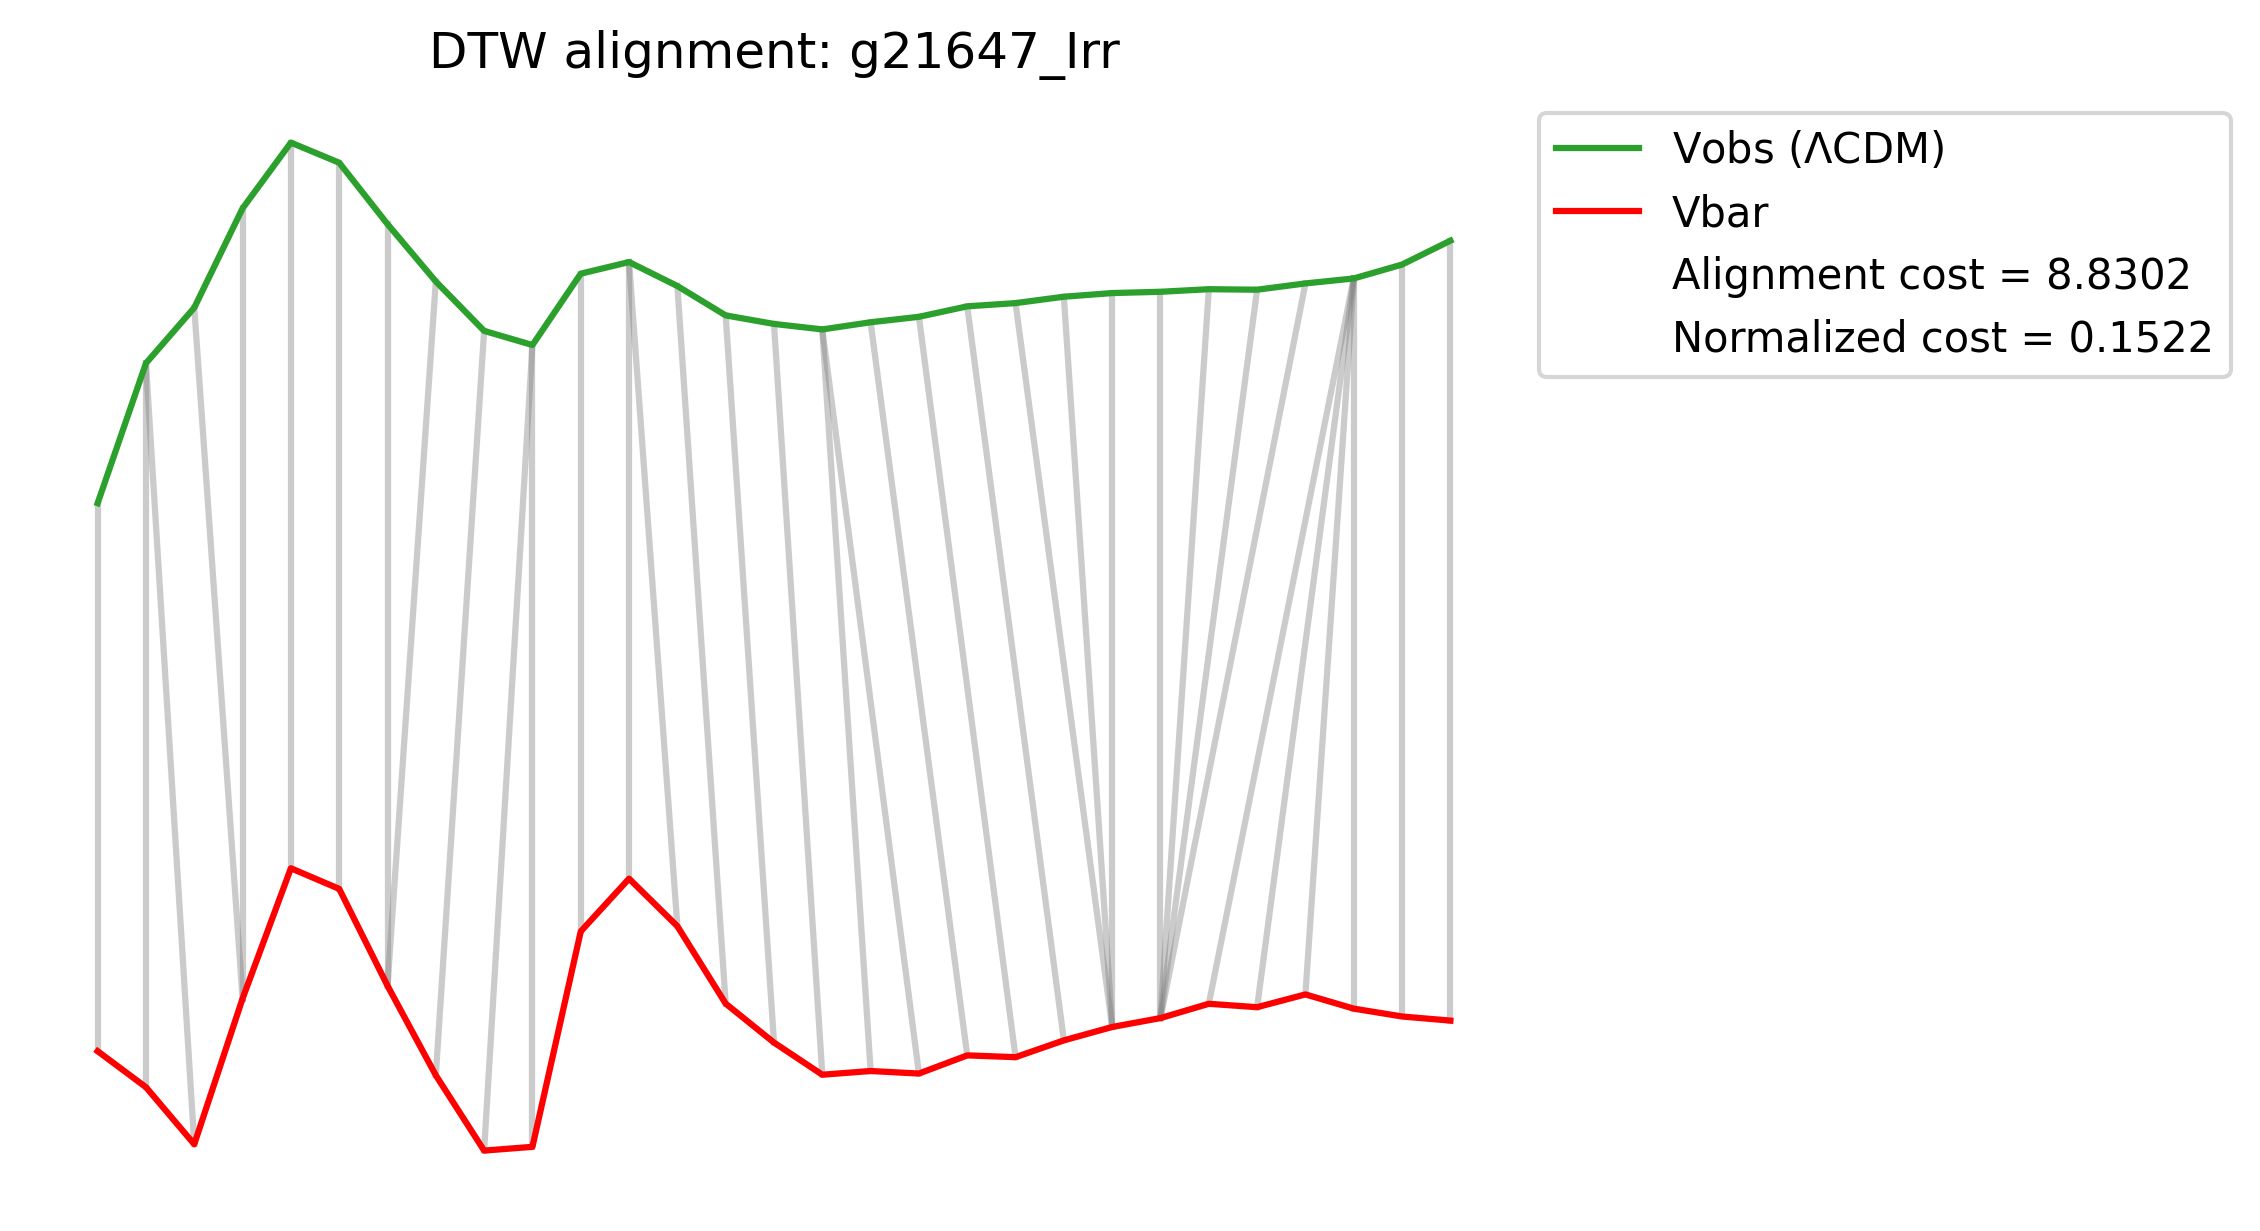 DTW alignment: g21647_Irr
Vobs (ΛCDM)
Vbar
Alignment cost = 8.8302
Normalized cost = 0.1522